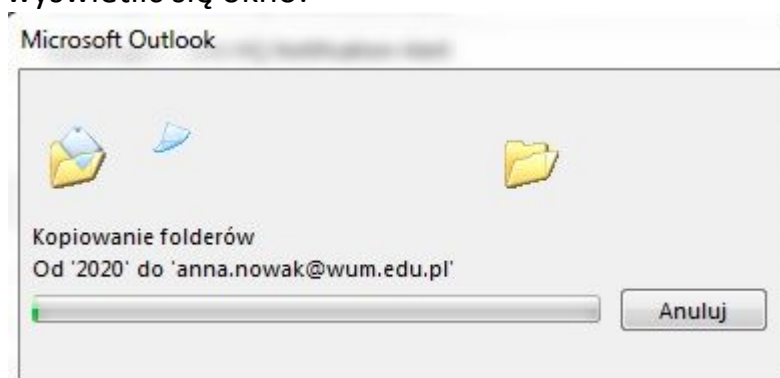 Microsoft Outlook
Kopiowanie folderów
Od '2020' do 'anna.nowak@wum.edu.pl'
Anuluj